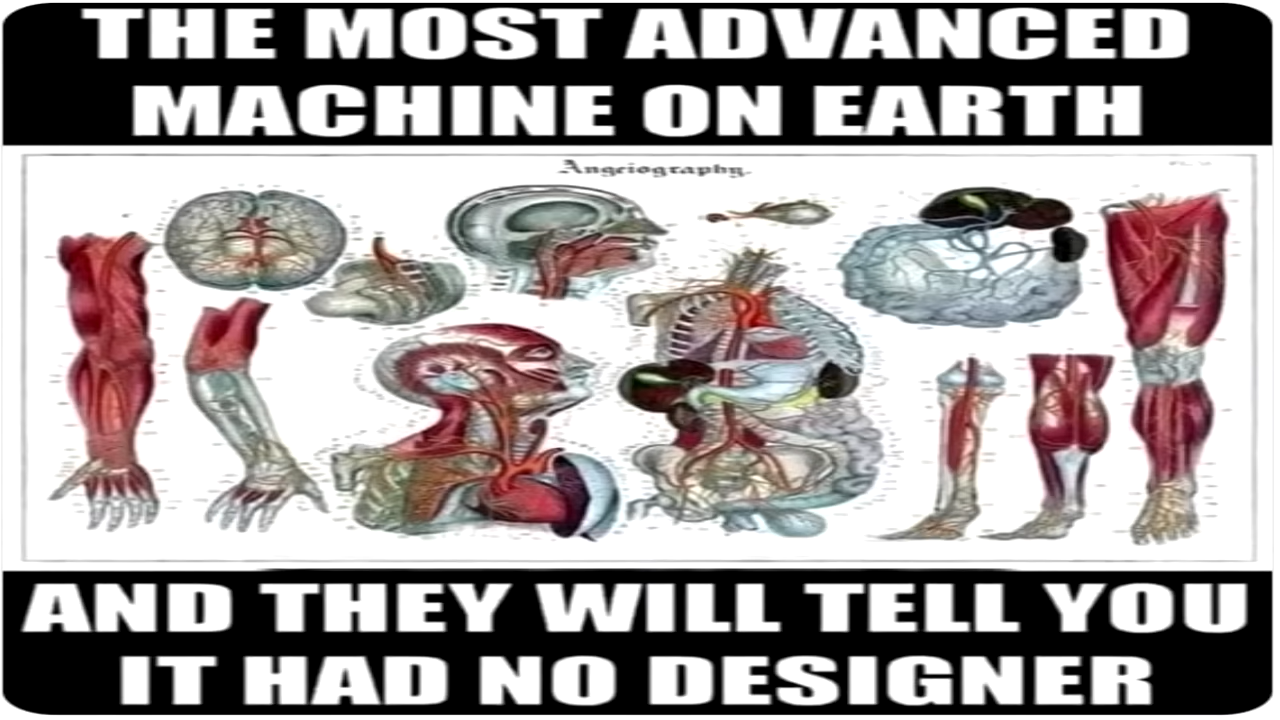 THE MOST ADVANCED
MACHINE ON EARTH
Angeiography.
AND THEY WILL TELL YOU
IT HAD NO DESIGNER